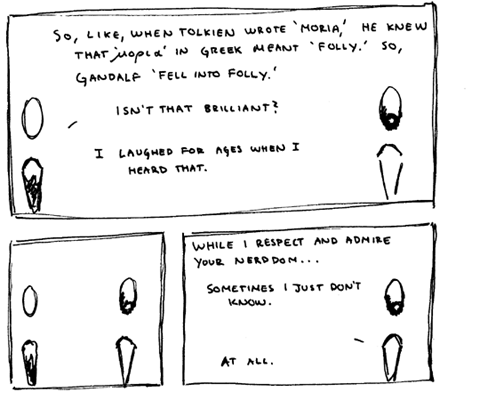 SO, LIKE, WHEN TOLKIEN WROTE 'MORIA,' HE KNEW
THAT 'μορία' IN GREEK MEANT 'FOLLY.' SO,
GANDALF 'FELL INTO FOLLY.'
ISN'T THAT BRILLIANT?
I LAUGHED FOR AGES WHEN I
HEARD THAT.
WHILE I RESPECT AND ADMIRE
YOUR NERDDOM...
SOMETIMES I JUST DON'T
KNOW.
AT ALL.